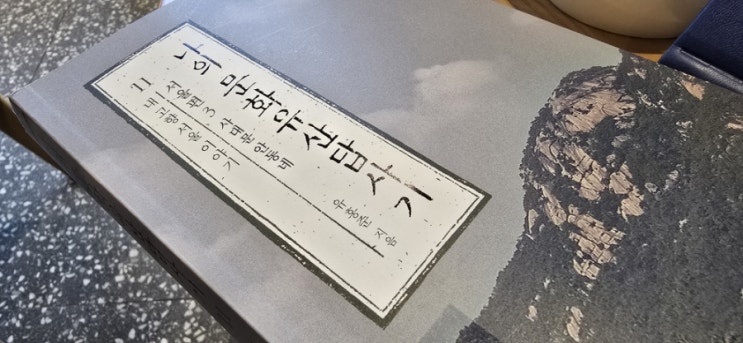 나의 문화유산답사기
유홍준 지음
11
서울편 3 사대문 안동네
내 고향 서울 이야기